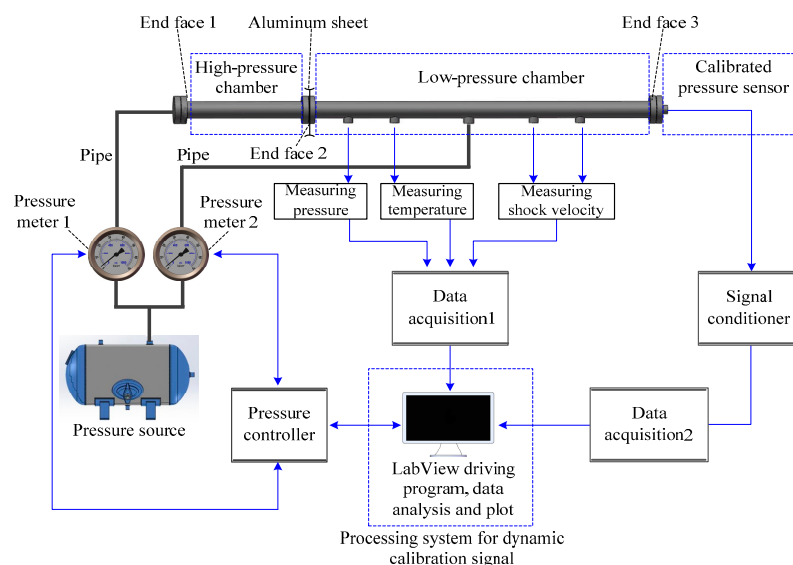 End face 1
Aluminum sheet
End face 3
High-pressure
chamber
Low-pressure chamber
Calibrated
pressure sensor
Pipe
Pipe
End face 2
Pressure
meter 1
Pressure
meter 2
Measuring
pressure
Measuring
temperature
Measuring
shock velocity
Data
acquisition1
Signal
conditioner
Pressure source
Pressure
controller
Data
acquisition2
LabView driving
program, data
analysis and plot
Processing system for dynamic
calibration signal